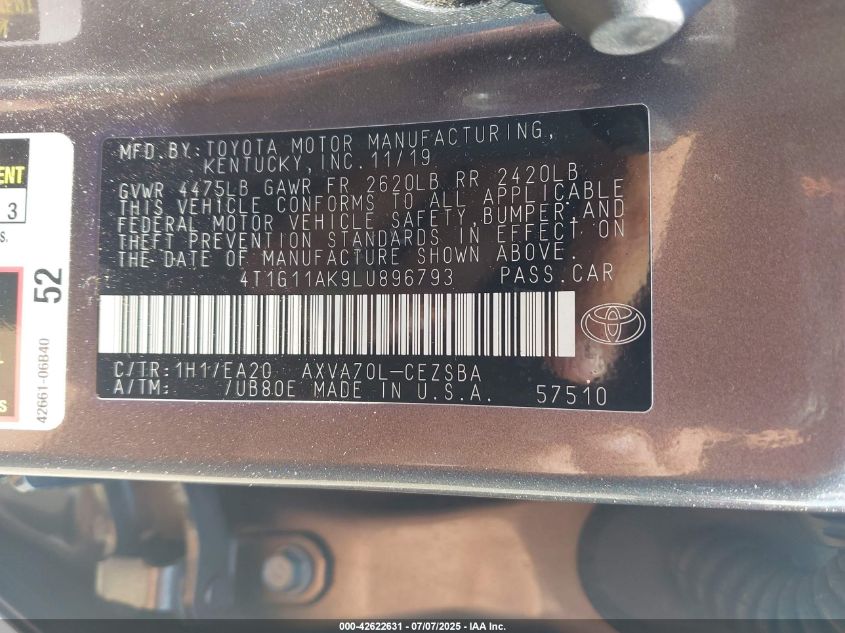 MFD.BY:TOYOTA MOTOR MANUFACTURING,
KENTUCKY,INC.11/19
GVWR 4475LB GAWR FR 2620LB RR 2420LB
THIS VEHICLE CONFORMS TO ALL APPLICABLE
FEDERAL MOTOR VEHICLE SAFETY,BUMPER,AND
THEFT PREVENTION STANDARDS IN EFFECT ON
THE DATE OF MANUFACTURE SHOWN ABOVE.
4T1G11AK9LU896793 PASS.CAR
C/TR:1H1/EA20 AXVA70L-CEZSBA
A/TM: /UB80E MADE IN U.S.A. 57510
3
52
42661-06B40
000-42622631 - 07/07/2025 - IAA Inc.